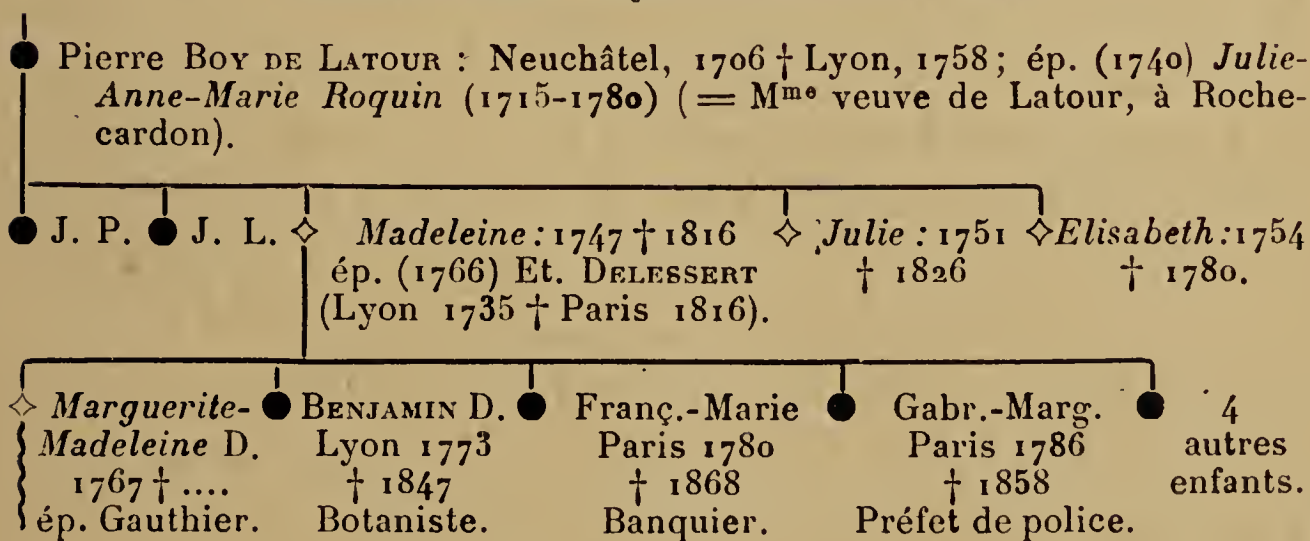 Pierre BOY DE LATOUR : Neuchâtel, 1706 † Lyon, 1758; ép. (1740) Julie-
Anne-Marie Roquin (1715-1780) (= Mme veuve de Latour, à Roche-
cardon).
J. P. J. L. Madeleine: 1747 † 1816 Julie : 1751 Elisabeth: 1754
ép. (1766) Et. DELESSERT † 1826 † 1780.
(Lyon 1735 † Paris 1816).
Marguerite- BENJAMIN D. Franç.-Marie Gabr.-Marg. 4
Madeleine D. Lyon 1773 Paris 1780 Paris 1786 autres
1767 † .... † 1847 † 1868 † 1858 enfants.
ép. Gauthier. Botaniste. Banquier. Préfet de police.